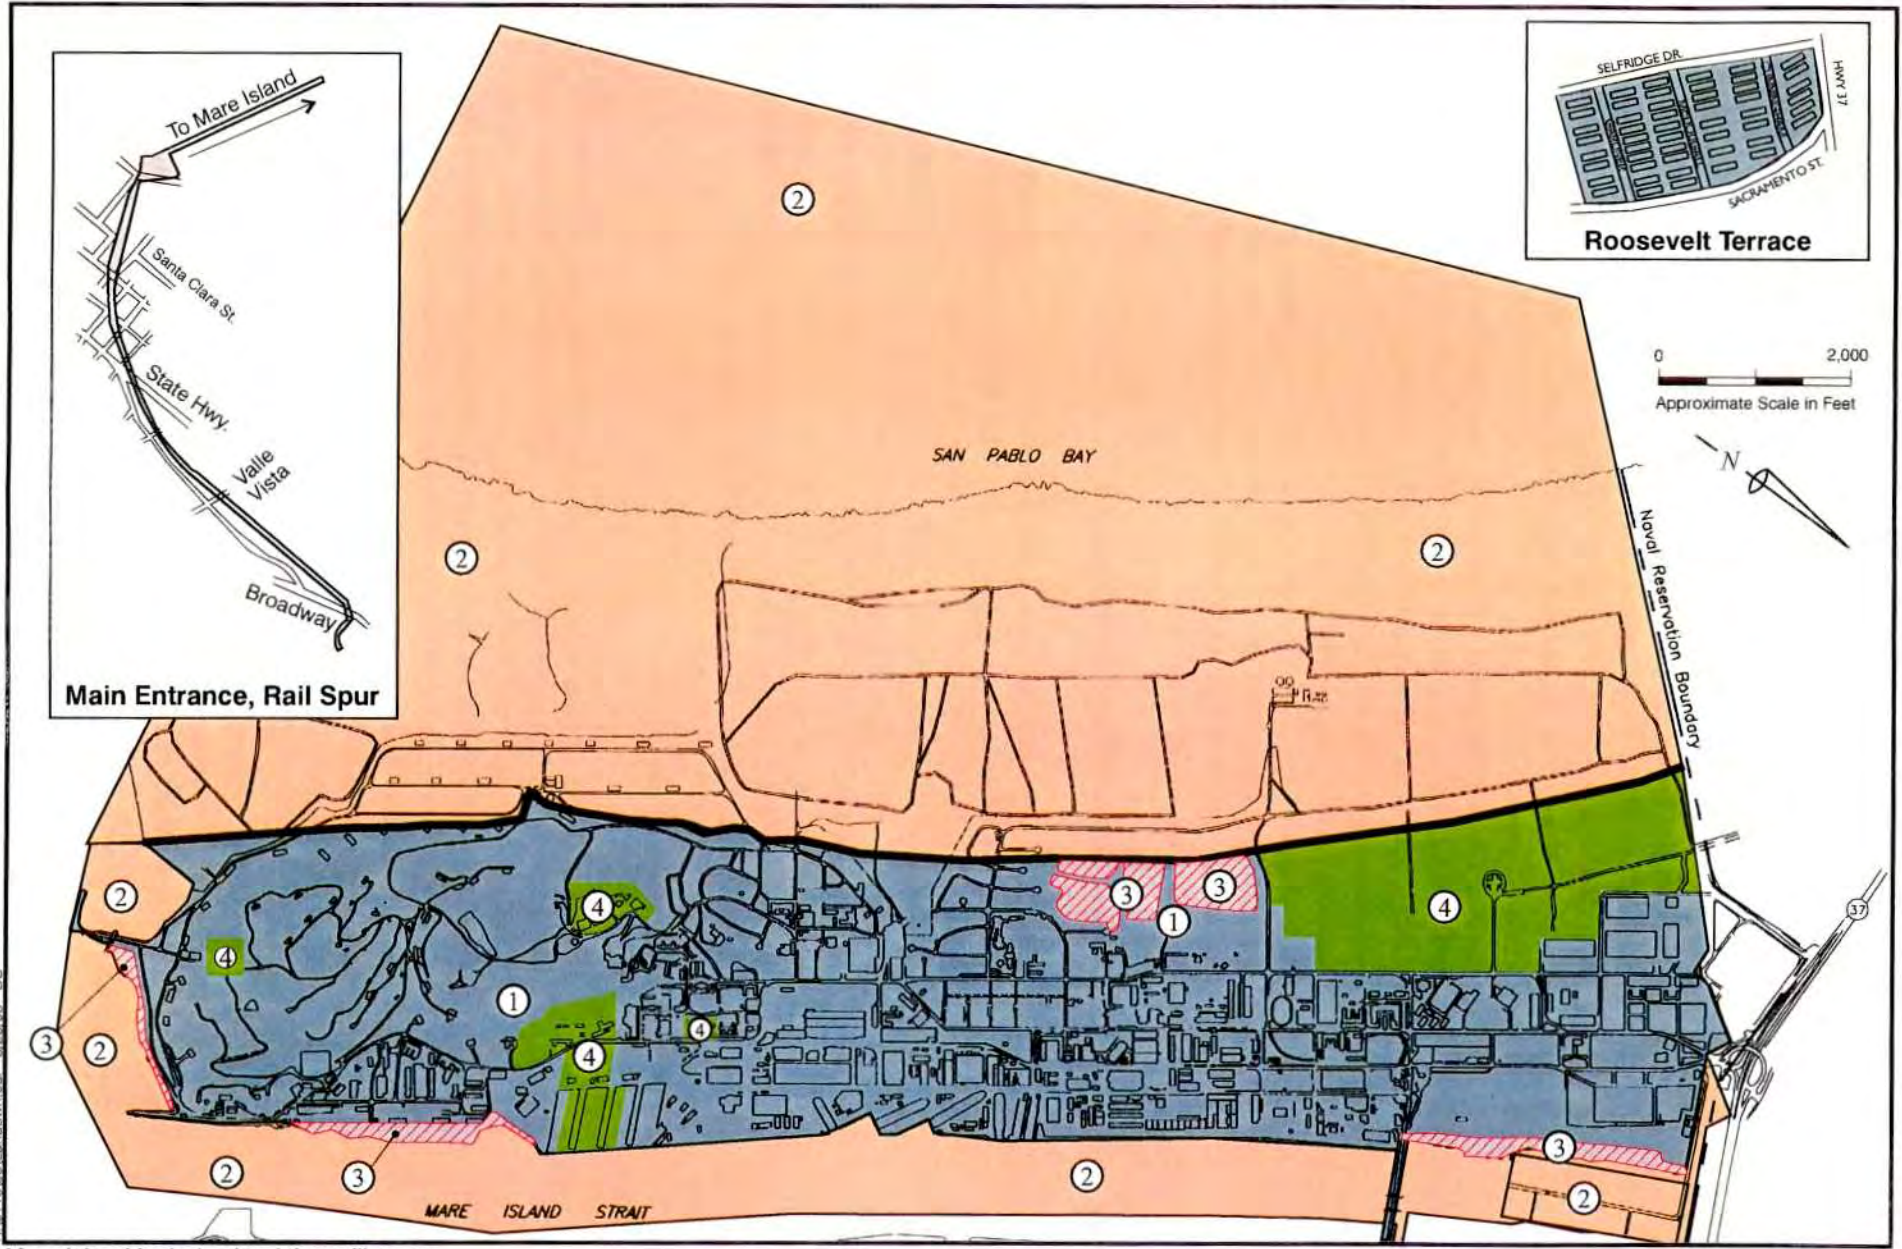 To Mare Island
Santa Clara St.
State Hwy.
Valle
Vista
Broadway
Main Entrance, Rail Spur
SELFRIDGE DR.
HWY 37
SACRAMENTO ST.
Roosevelt Terrace
0 2,000
Approximate Scale in Feet
N
2
SAN PABLO BAY
2
2
Naval Reservation Boundary
37
2
4
4
3
3
1
4
1
4
4
3
2
3
2
3
2
2
MARE ISLAND STRAIT